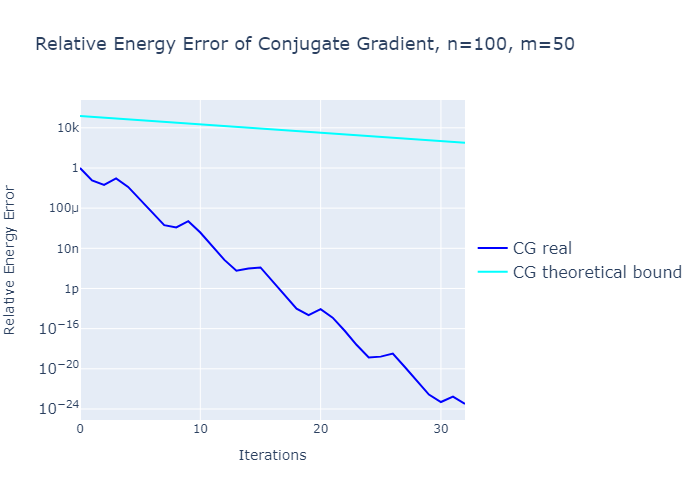 Relative Energy Error of Conjugate Gradient, n=100, m=50
Relative Energy Error
10k
1
100μ
10n
1p
10⁻¹⁶
10⁻²⁰
10⁻²⁴
0
10
20
30
Iterations
CG real
CG theoretical bound